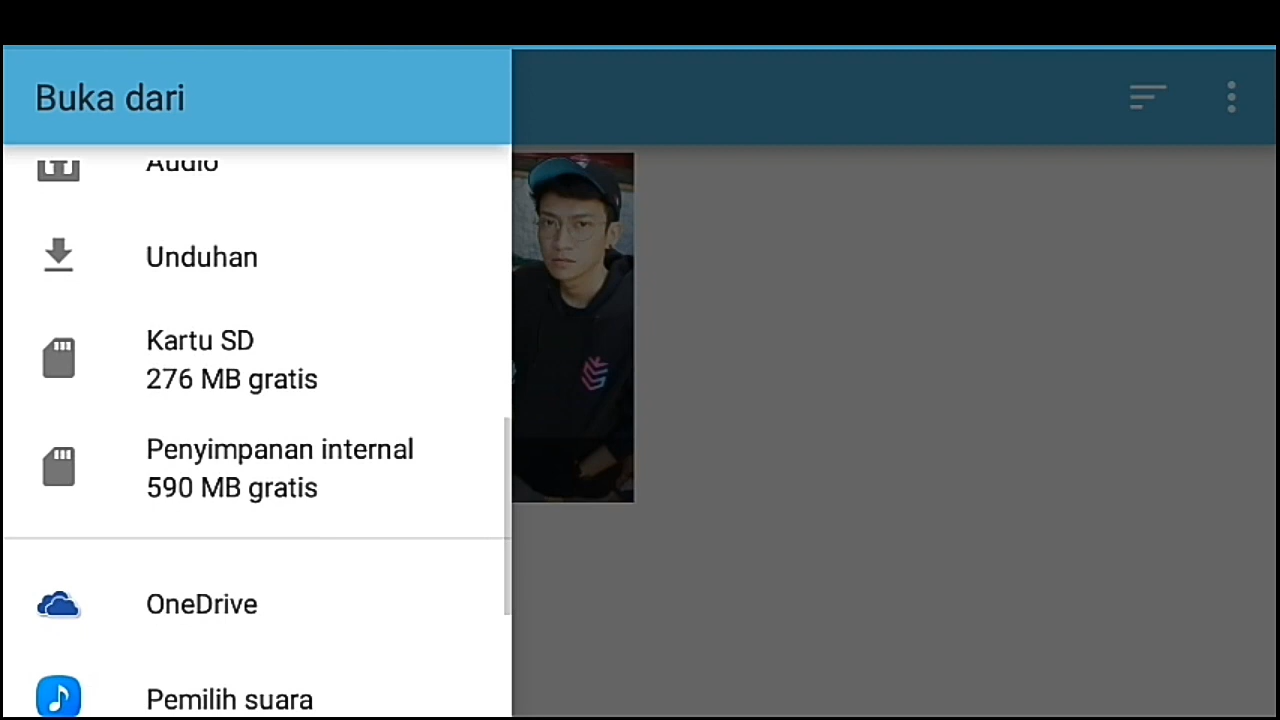 Buka dari
Audio
Unduhan
Kartu SD
276 MB gratis
Penyimpanan internal
590 MB gratis
OneDrive
Pemilih suara